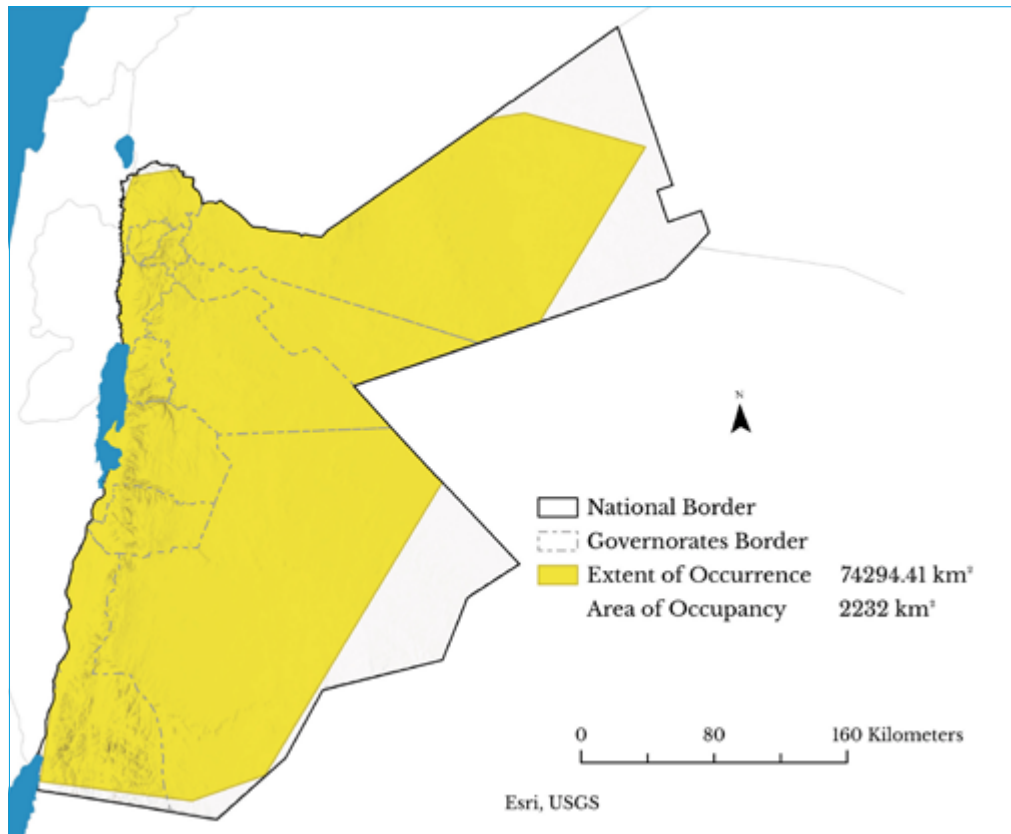 N
National Border
Governorates Border
Extent of Occurrence 74294.41 km²
Area of Occupancy 2232 km²
0 80 160 Kilometers
Esri, USGS